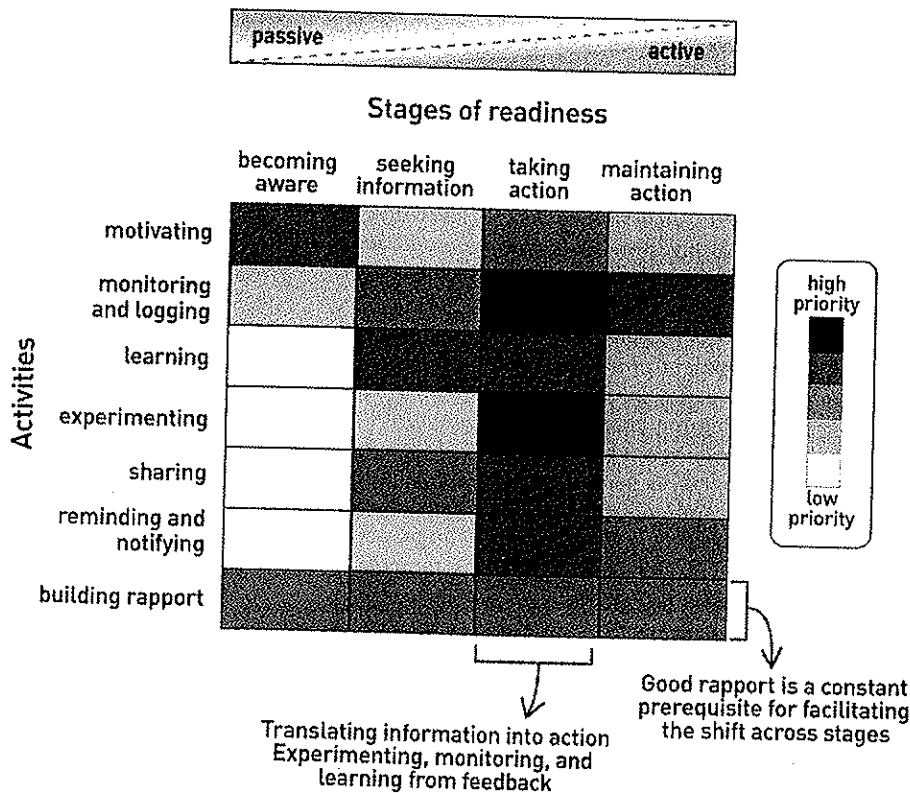 passive
active
Stages of readiness
becoming
aware
seeking
information
taking
action
maintaining
action
Activities
motivating
monitoring
and logging
learning
experimenting
sharing
reminding and
notifying
building rapport
high
priority
low
priority
Translating information into action
Experimenting, monitoring, and
learning from feedback
Good rapport is a constant
prerequisite for facilitating
the shift across stages